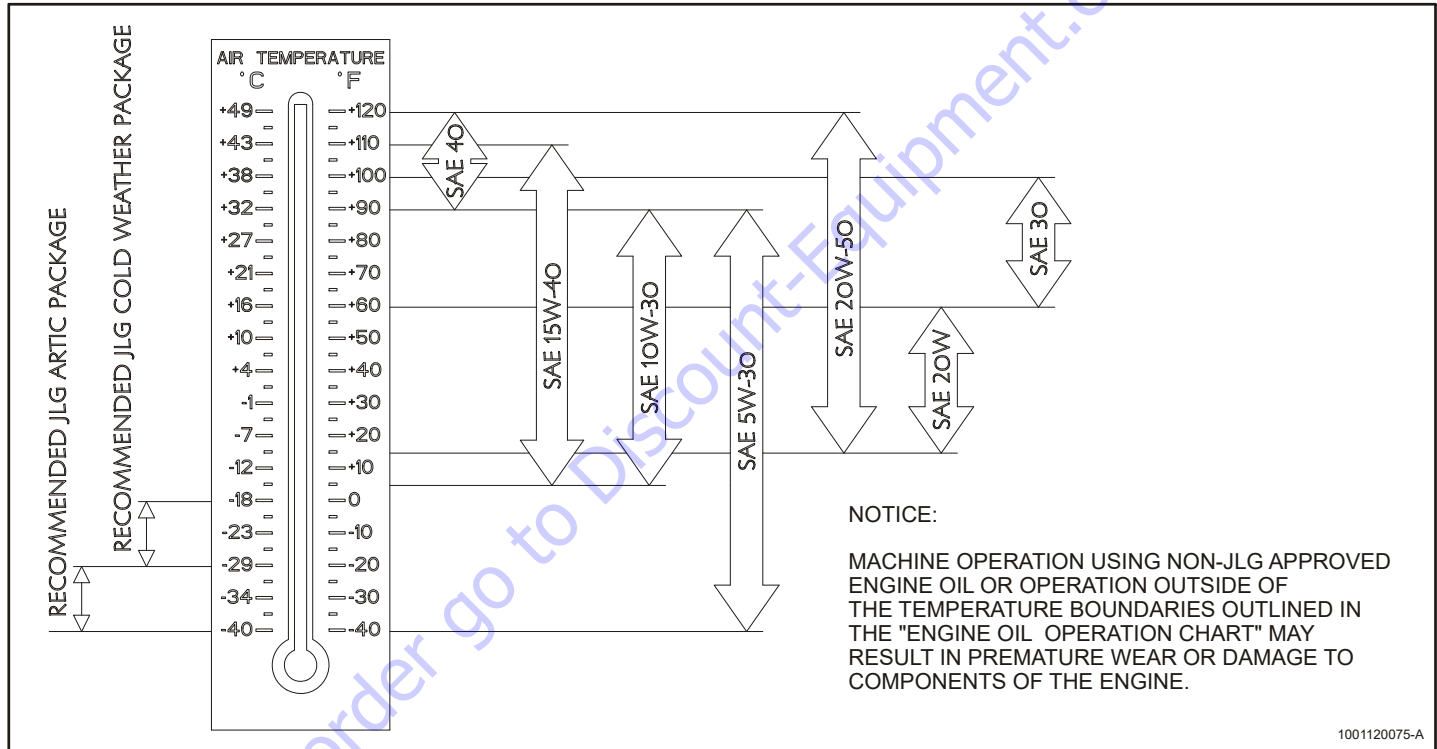 RECOMMENDED JLG ARTIC PACKAGE
RECOMMENDED JLG COLD WEATHER PACKAGE
AIR TEMPERATURE
°C °F
+49 +120
+43 +110
+38 +100
+32 +90
+27 +80
+21 +70
+16 +60
+10 +50
+4 +40
-1 +30
-7 +20
-12 +10
-18 0
-23 -10
-29 -20
-34 -30
-40 -40
SAE 40
SAE 15W-40
SAE 10W-30
SAE 5W-30
SAE 20W-50
SAE 20W
SAE 30
NOTICE:
MACHINE OPERATION USING NON-JLG APPROVED
ENGINE OIL OR OPERATION OUTSIDE OF
THE TEMPERATURE BOUNDARIES OUTLINED IN
THE "ENGINE OIL OPERATION CHART" MAY
RESULT IN PREMATURE WEAR OR DAMAGE TO
COMPONENTS OF THE ENGINE.
1001120075-A
order go to Discount-Equipment.c